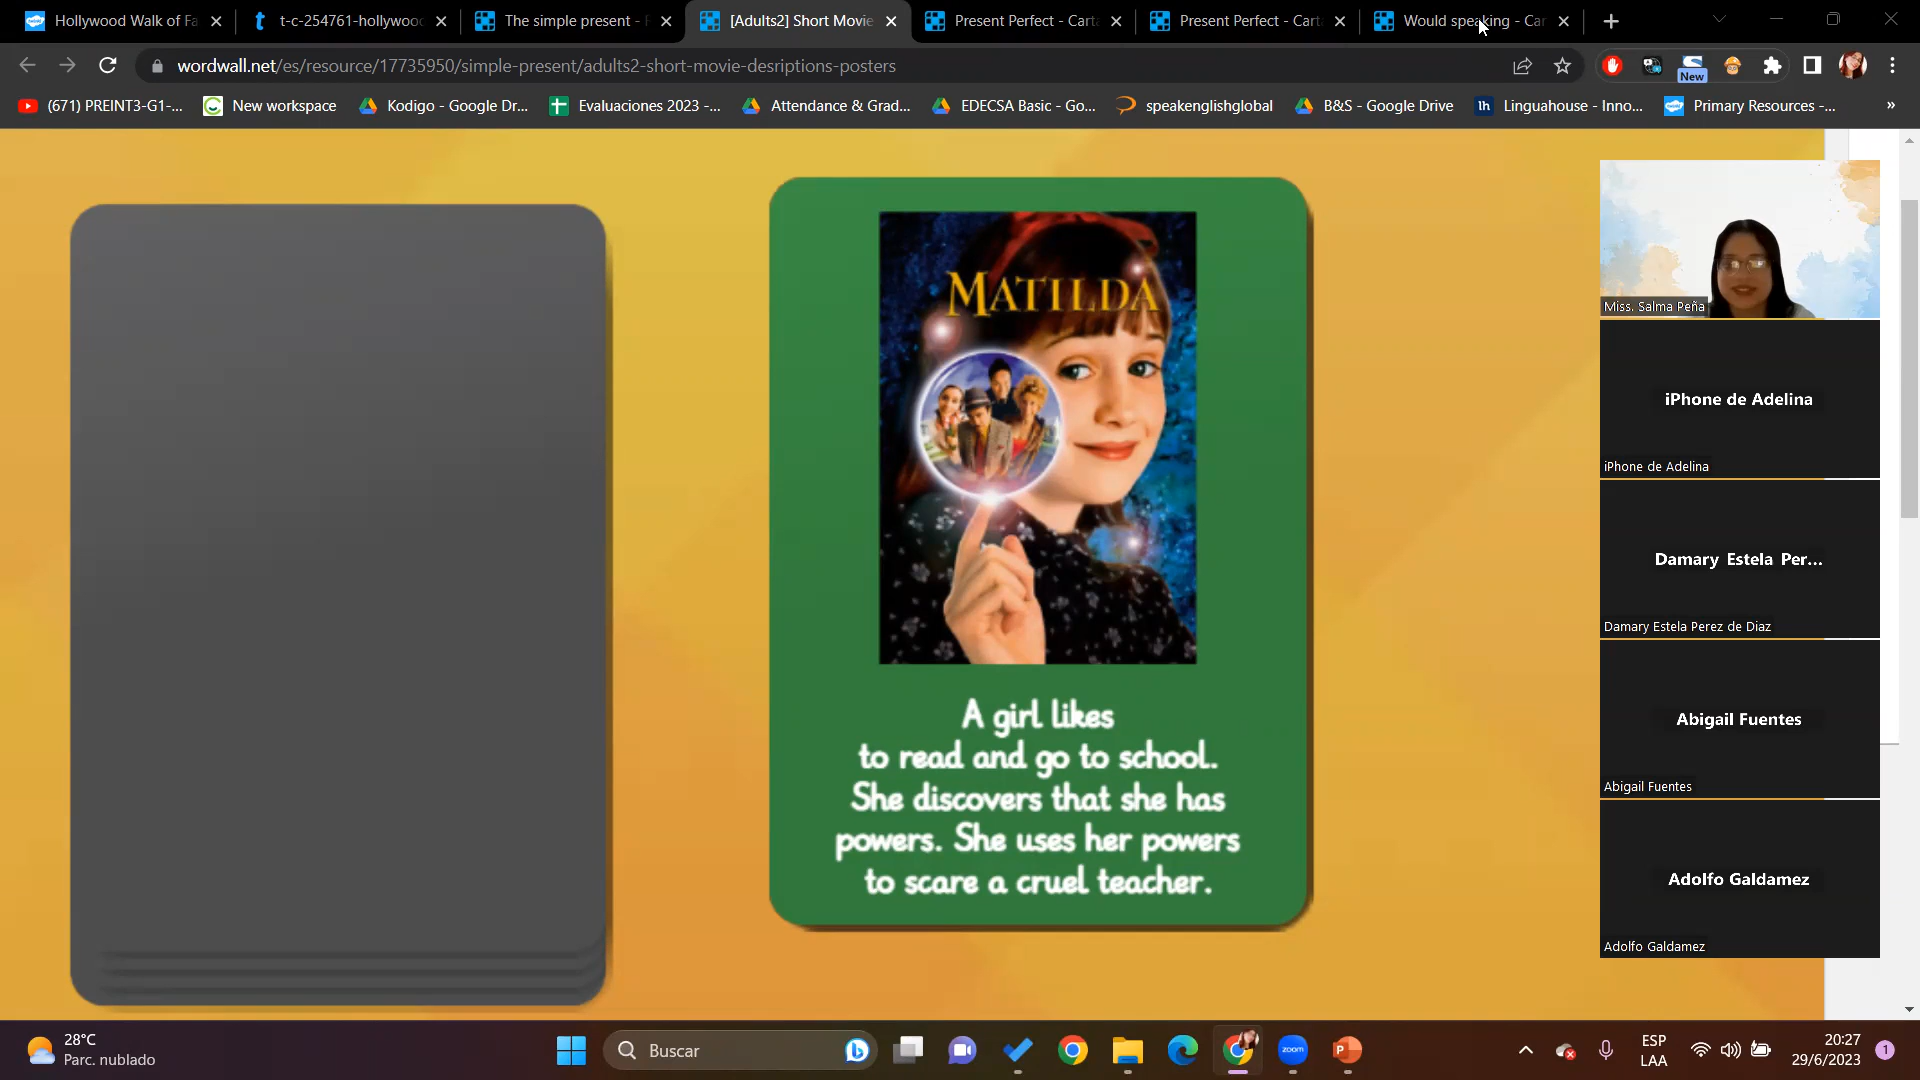 Hollywood Walk of Fa
t-c-254761-hollywood
The simple present -
[Adults2] Short Movie
Present Perfect - Carta
Present Perfect - Cart
Would speaking - Car
wordwall.net/es/resource/17735950/simple-present/adults2-short-movie-desriptions-posters
New
(671) PREINT3-G1-...
New workspace
Kodigo - Google Dr...
Evaluaciones 2023 -...
Attendance & Grad...
EDECSA Basic - Go...
speakenglishglobal
B&S - Google Drive
lh
Linguahouse - Inno...
Primary Resources -...
MATILDA
A girl likes
to read and go to school.
She discovers that she has
powers. She uses her powers
to scare a cruel teacher.
Miss. Salma Peña
iPhone de Adelina
iPhone de Adelina
Damary Estela Per...
Damary Estela Perez de Diaz
Abigail Fuentes
Abigail Fuentes
Adolfo Galdamez
Adolfo Galdamez
28°C
Parc. nublado
Buscar
zoom
ESP
LAA
20:27
29/6/2023
1